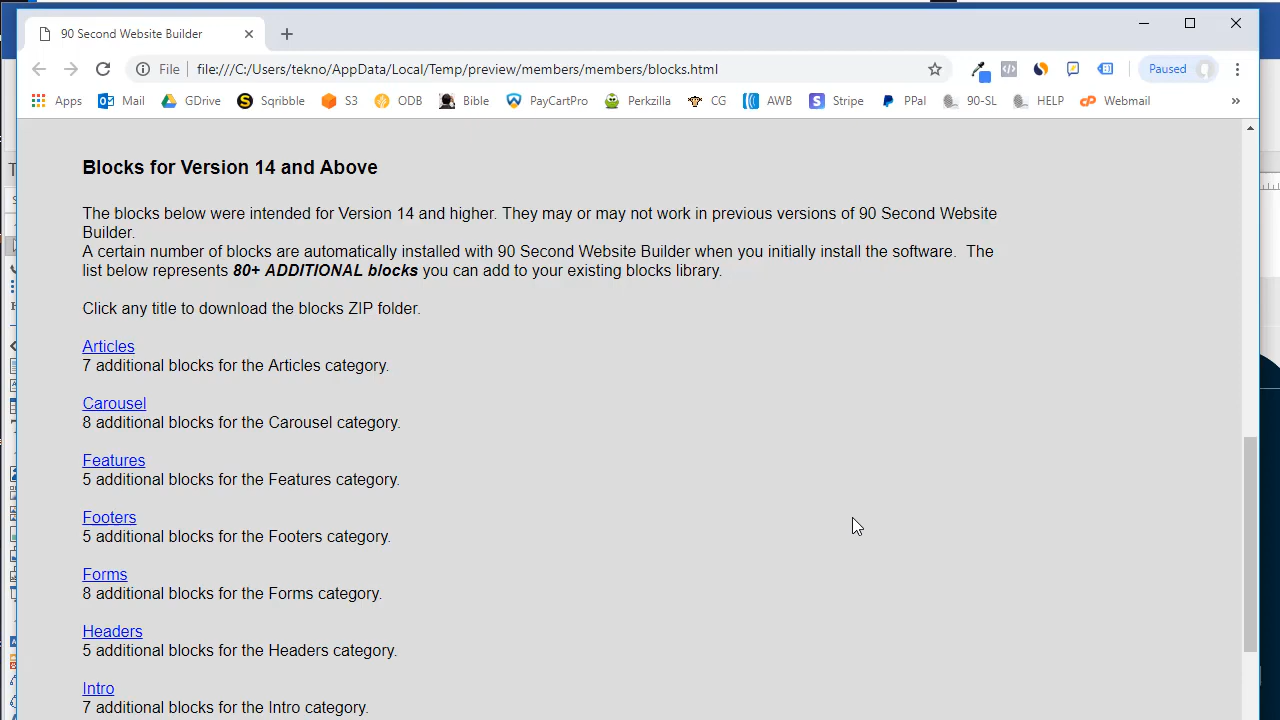 90 Second Website Builder
File
file:///C:/Users/tekno/AppData/Local/Temp/preview/members/members/blocks.html
Paused
Apps Mail GDrive Sqribble S3 ODB Bible PayCartPro Perkzilla CG AWB Stripe PPal 90-SL HELP Webmail »
Blocks for Version 14 and Above
The blocks below were intended for Version 14 and higher. They may or may not work in previous versions of 90 Second Website
Builder.
A certain number of blocks are automatically installed with 90 Second Website Builder when you initially install the software. The
list below represents 80+ ADDITIONAL blocks you can add to your existing blocks library.
Click any title to download the blocks ZIP folder.
Articles
7 additional blocks for the Articles category.
Carousel
8 additional blocks for the Carousel category.
Features
5 additional blocks for the Features category.
Footers
5 additional blocks for the Footers category.
Forms
8 additional blocks for the Forms category.
Headers
5 additional blocks for the Headers category.
Intro
7 additional blocks for the Intro category.